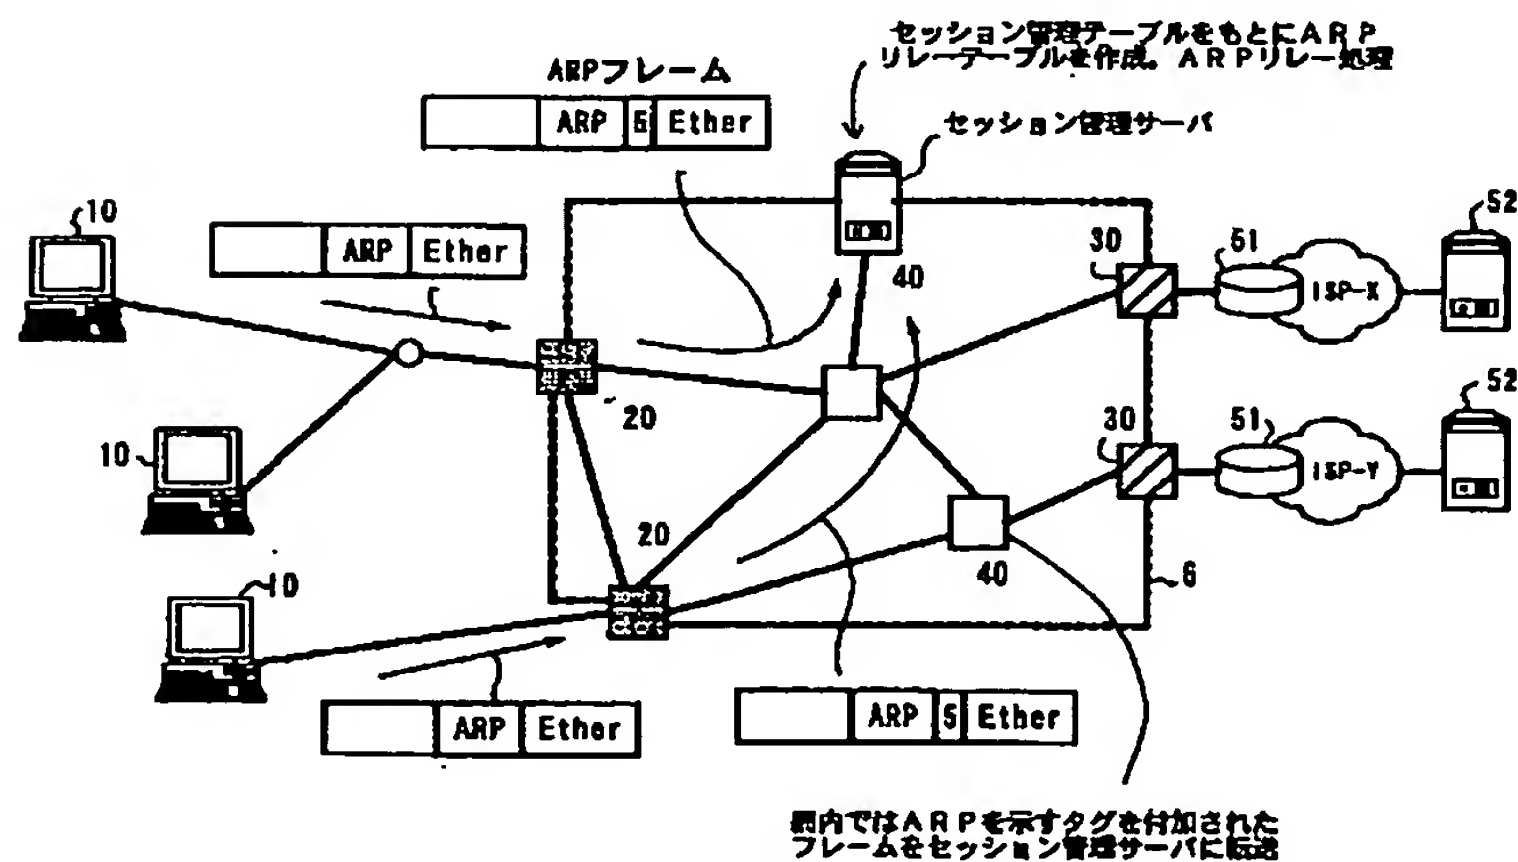 セッション管理テーブルをもとにARP
リレーテーブルを作成。ARPリレー処理
ARPフレーム
ARP 5 Ether
セッション管理サーバ
10
ARP Ether
52
30
51
40
ISP-X
20
52
10
30
51
ISP-Y
20
10
40
6
ARP Ether
ARP 5 Ether
網内ではARPを示すタグを付加された
フレームをセッション管理サーバに転送